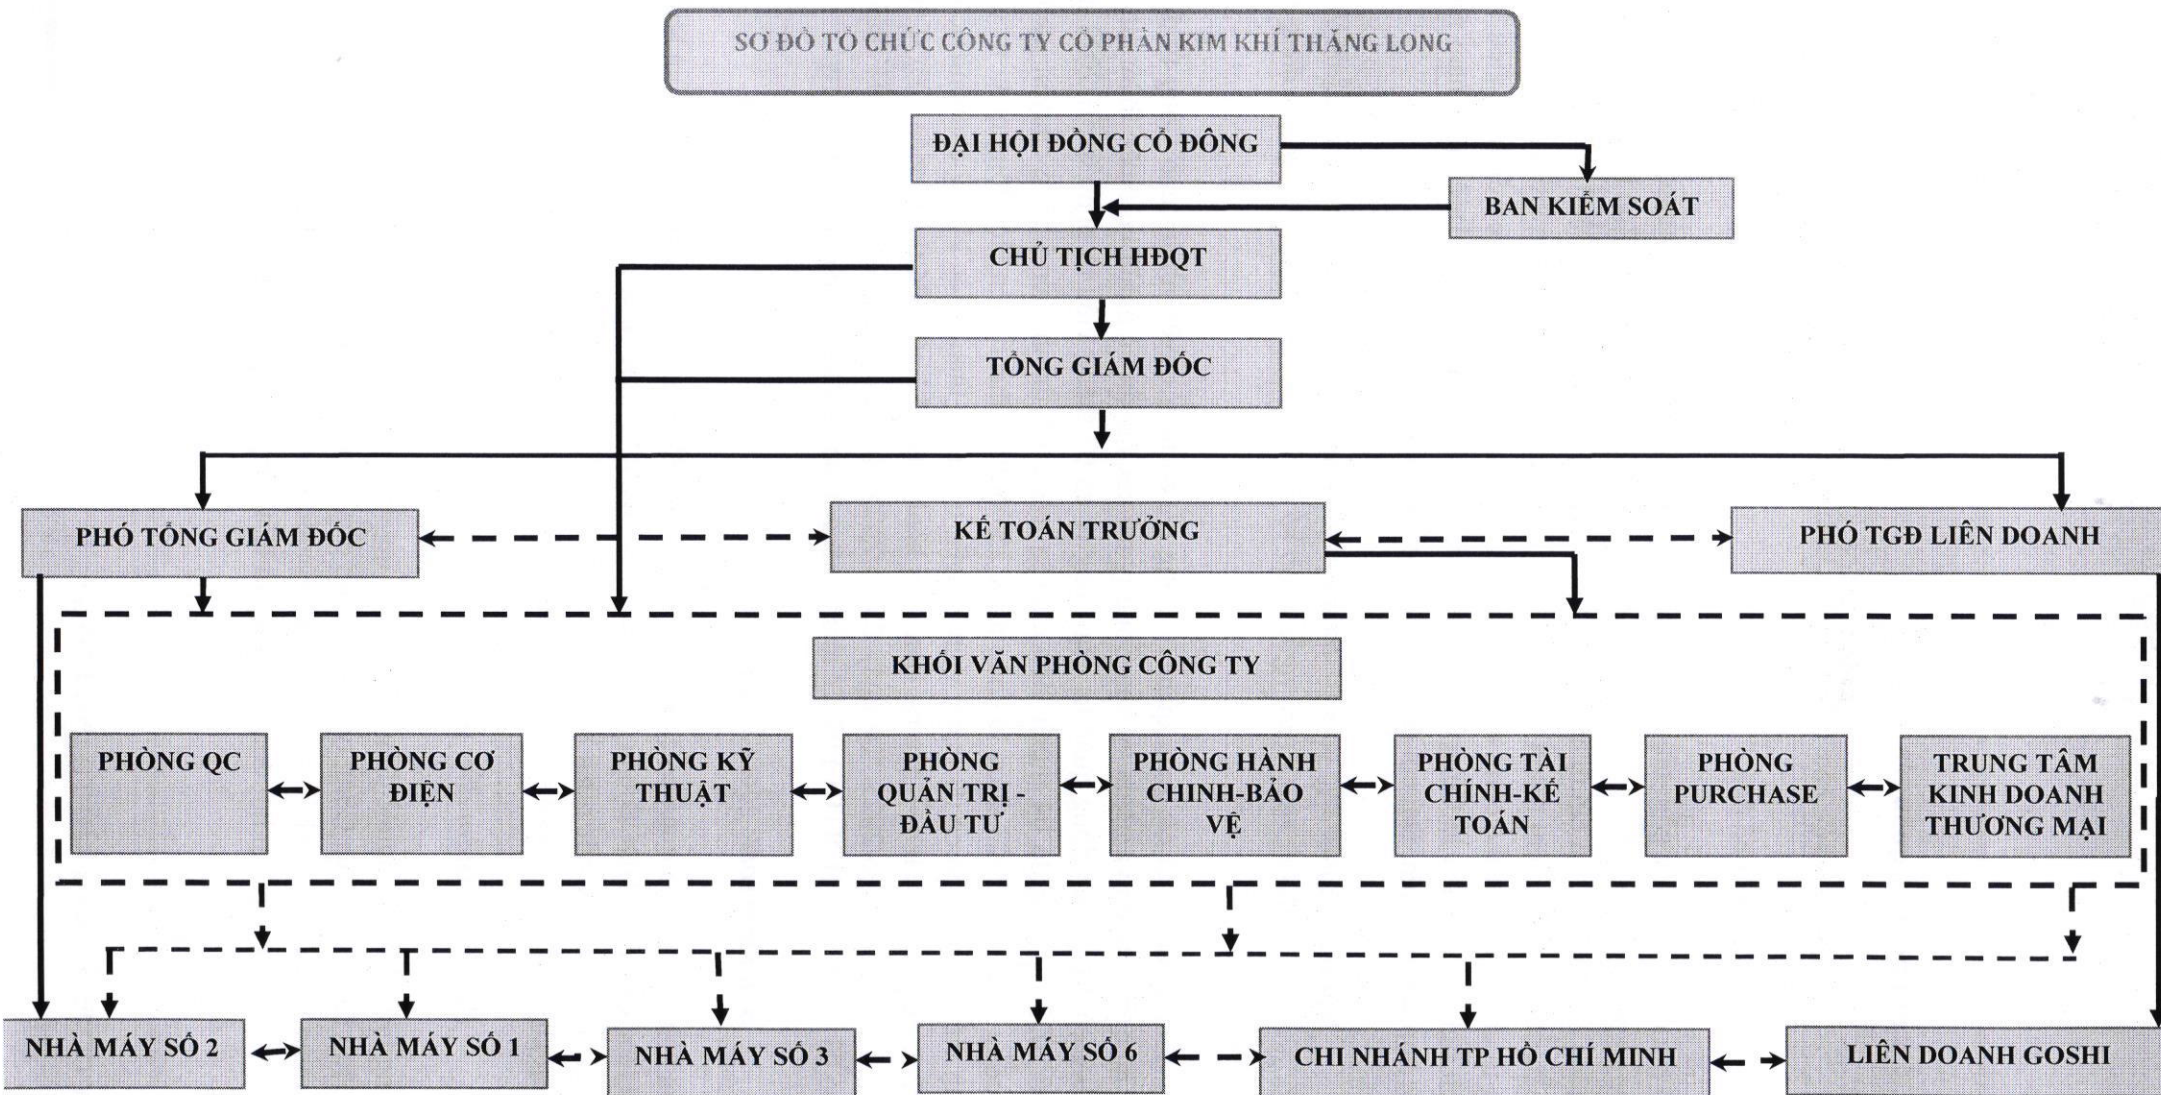 SƠ ĐỒ TỔ CHỨC CÔNG TY CỔ PHẦN KIM KHÍ THĂNG LONG
ĐẠI HỘI ĐỒNG CỔ ĐÔNG
BAN KIỂM SOÁT
CHỦ TỊCH HĐQT
TỔNG GIÁM ĐỐC
PHÓ TỔNG GIÁM ĐỐC
KẾ TOÁN TRƯỞNG
PHÓ TGĐ LIÊN DOANH
KHỐI VĂN PHÒNG CÔNG TY
PHÒNG QC
PHÒNG CƠ
ĐIỆN
PHÒNG KỸ
THUẬT
PHÒNG
QUẢN TRỊ -
ĐẦU TƯ
PHÒNG HÀNH
CHINH-BẢO
VỆ
PHÒNG TÀI
CHÍNH-KẾ
TOÁN
PHÒNG
PURCHASE
TRUNG TÂM
KINH DOANH
THƯƠNG MẠI
NHÀ MÁY SỐ 2
NHÀ MÁY SỐ 1
NHÀ MÁY SỐ 3
NHÀ MÁY SỐ 6
CHI NHÁNH TP HỒ CHÍ MINH
LIÊN DOANH GOSHI